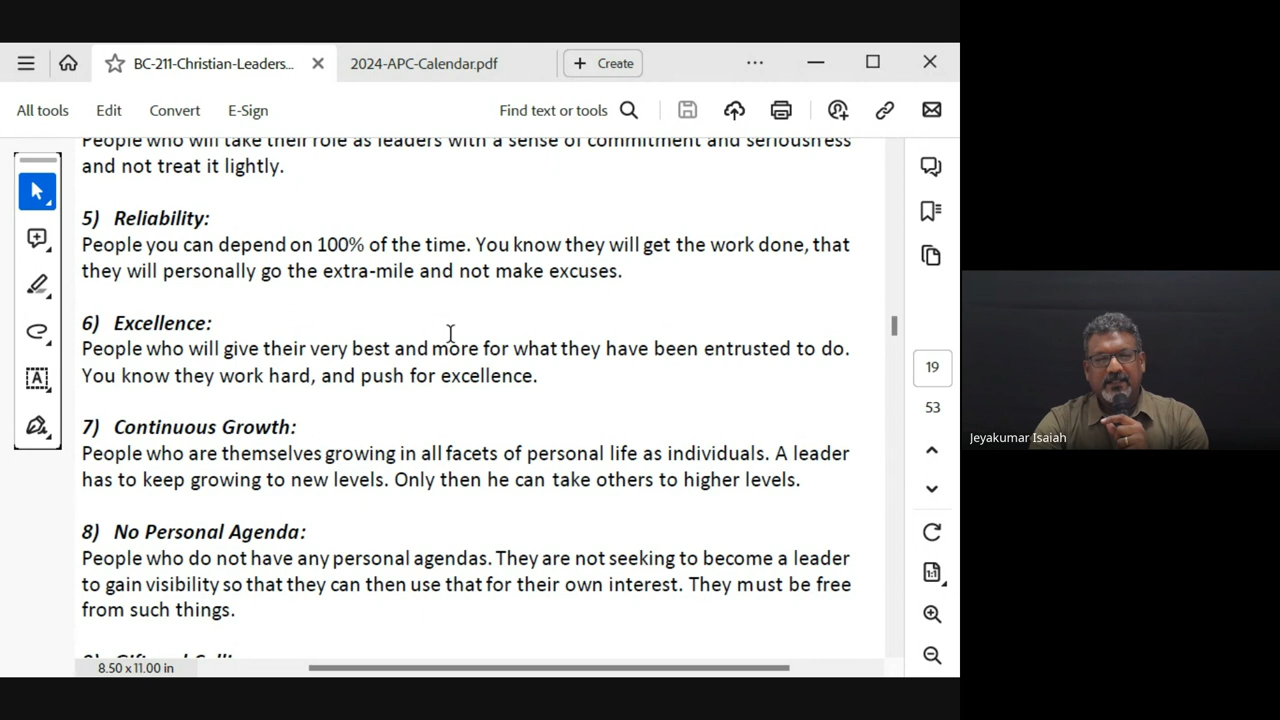 BC-211-Christian-Leaders...
2024-APC-Calendar.pdf
Create
All tools
Edit
Convert
E-Sign
Find text or tools
People who will take their role as leaders with a sense of commitment and seriousness
and not treat it lightly.
5) Reliability:
People you can depend on 100% of the time. You know they will get the work done, that
they will personally go the extra-mile and not make excuses.
6) Excellence:
People who will give their very best and more for what they have been entrusted to do.
You know they work hard, and push for excellence.
7) Continuous Growth:
People who are themselves growing in all facets of personal life as individuals. A leader
has to keep growing to new levels. Only then he can take others to higher levels.
8) No Personal Agenda:
People who do not have any personal agendas. They are not seeking to become a leader
to gain visibility so that they can then use that for their own interest. They must be free
from such things.
8.50 x 11.00 in
19
53
1:1
Jeyakumar Isaiah